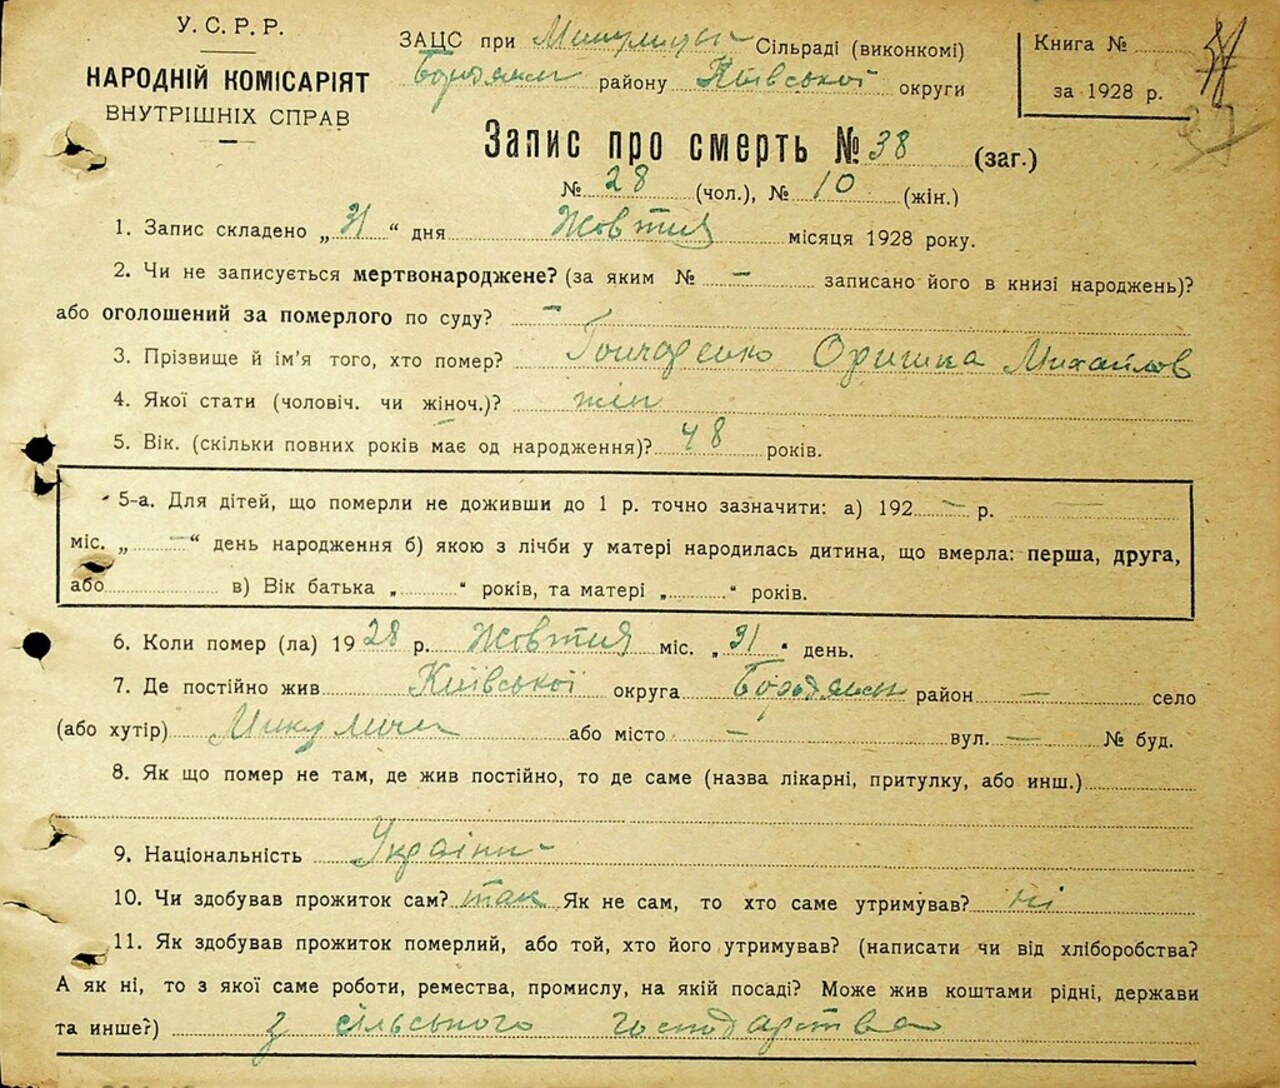 У. С. Р. Р.
НАРОДНІЙ КОМІСАРІЯТ
ВНУТРІШНІХ СПРАВ
ЗАЦС при Сільраді (виконкомі)
Бородянськ району Київської округи
Книга №
за 1928 р.
Запис про смерть № 38 (заг.)
№ 28 (чол.), № 10 (жін.)
1. Запис складено „ 31 “ дня Жовтня місяця 1928 року.
2. Чи не записується мертвонароджене? (за яким № – записано його в книзі народжень)?
або оголошений за померлого по суду? –
3. Прізвище й ім'я того, хто помер? Гончаренко Оришка Михайлов
4. Якої стати (чоловіч. чи жіноч.)? жін
5. Вік. (скільки повних років має од народження)? 48 років.
5-а. Для дітей, що померли не доживши до 1 р. точно зазначити: а) 192 – р. –
міс. „ – “ день народження б) якою з лічби у матері народилась дитина, що вмерла: перша, друга,
або в) Вік батька „ “ років, та матері „ “ років.
6. Коли помер (ла) 1928 р. Жовтня міс. „ 31 “ день.
7. Де постійно жив Київської округа Бородянськ район – село
(або хутір) Микуличі або місто – вул. – № буд.
8. Як що помер не там, де жив постійно, то де саме (назва лікарні, притулку, або инш.)
9. Національність Україн-
10. Чи здобував прожиток сам? так Як не сам, то хто саме утримував? ні
11. Як здобував прожиток померлий, або той, хто його утримував? (написати чи від хліборобства?
А як ні, то з якої саме роботи, ремества, промислу, на якій посаді? Може жив коштами рідні, держави
та инше?) з сільського господарства